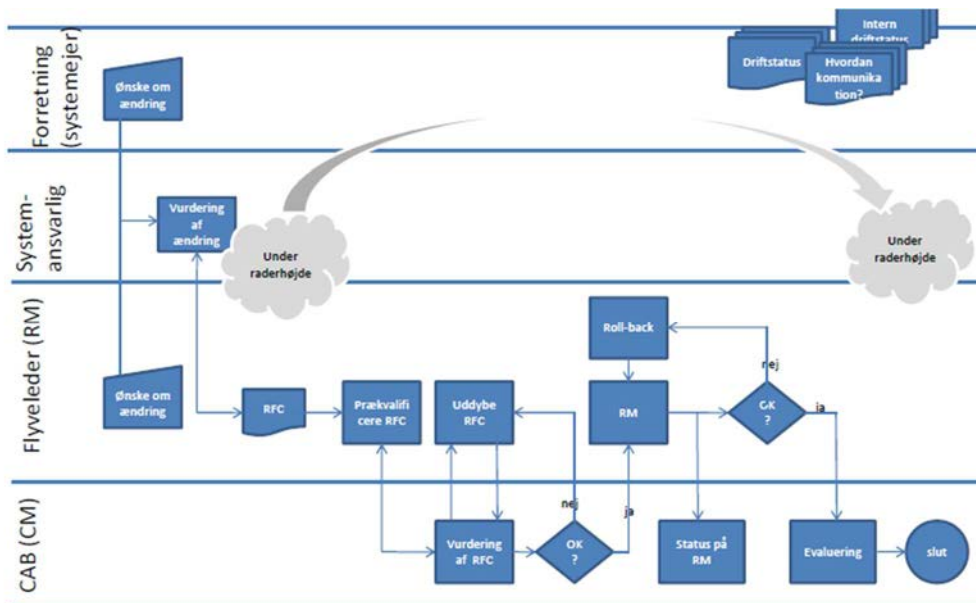 Forretning
(systemejer)
Intern
driftstatus
Driftstatus
Hvordan
kommunika
tion?
Ønske om
ændring
System-
ansvarlig
Vurdering
af
ændring
Under
raderhøjde
Under
raderhøjde
Flyveleder (RM)
Roll-back
nej
Ønske om
ændring
RFC
Prækvalifi
cere RFC
Uddybe
RFC
RM
OK
?
ja
CAB (CM)
nej
ja
Vurdering
af RFC
OK
?
Status på
RM
Evaluering
slut